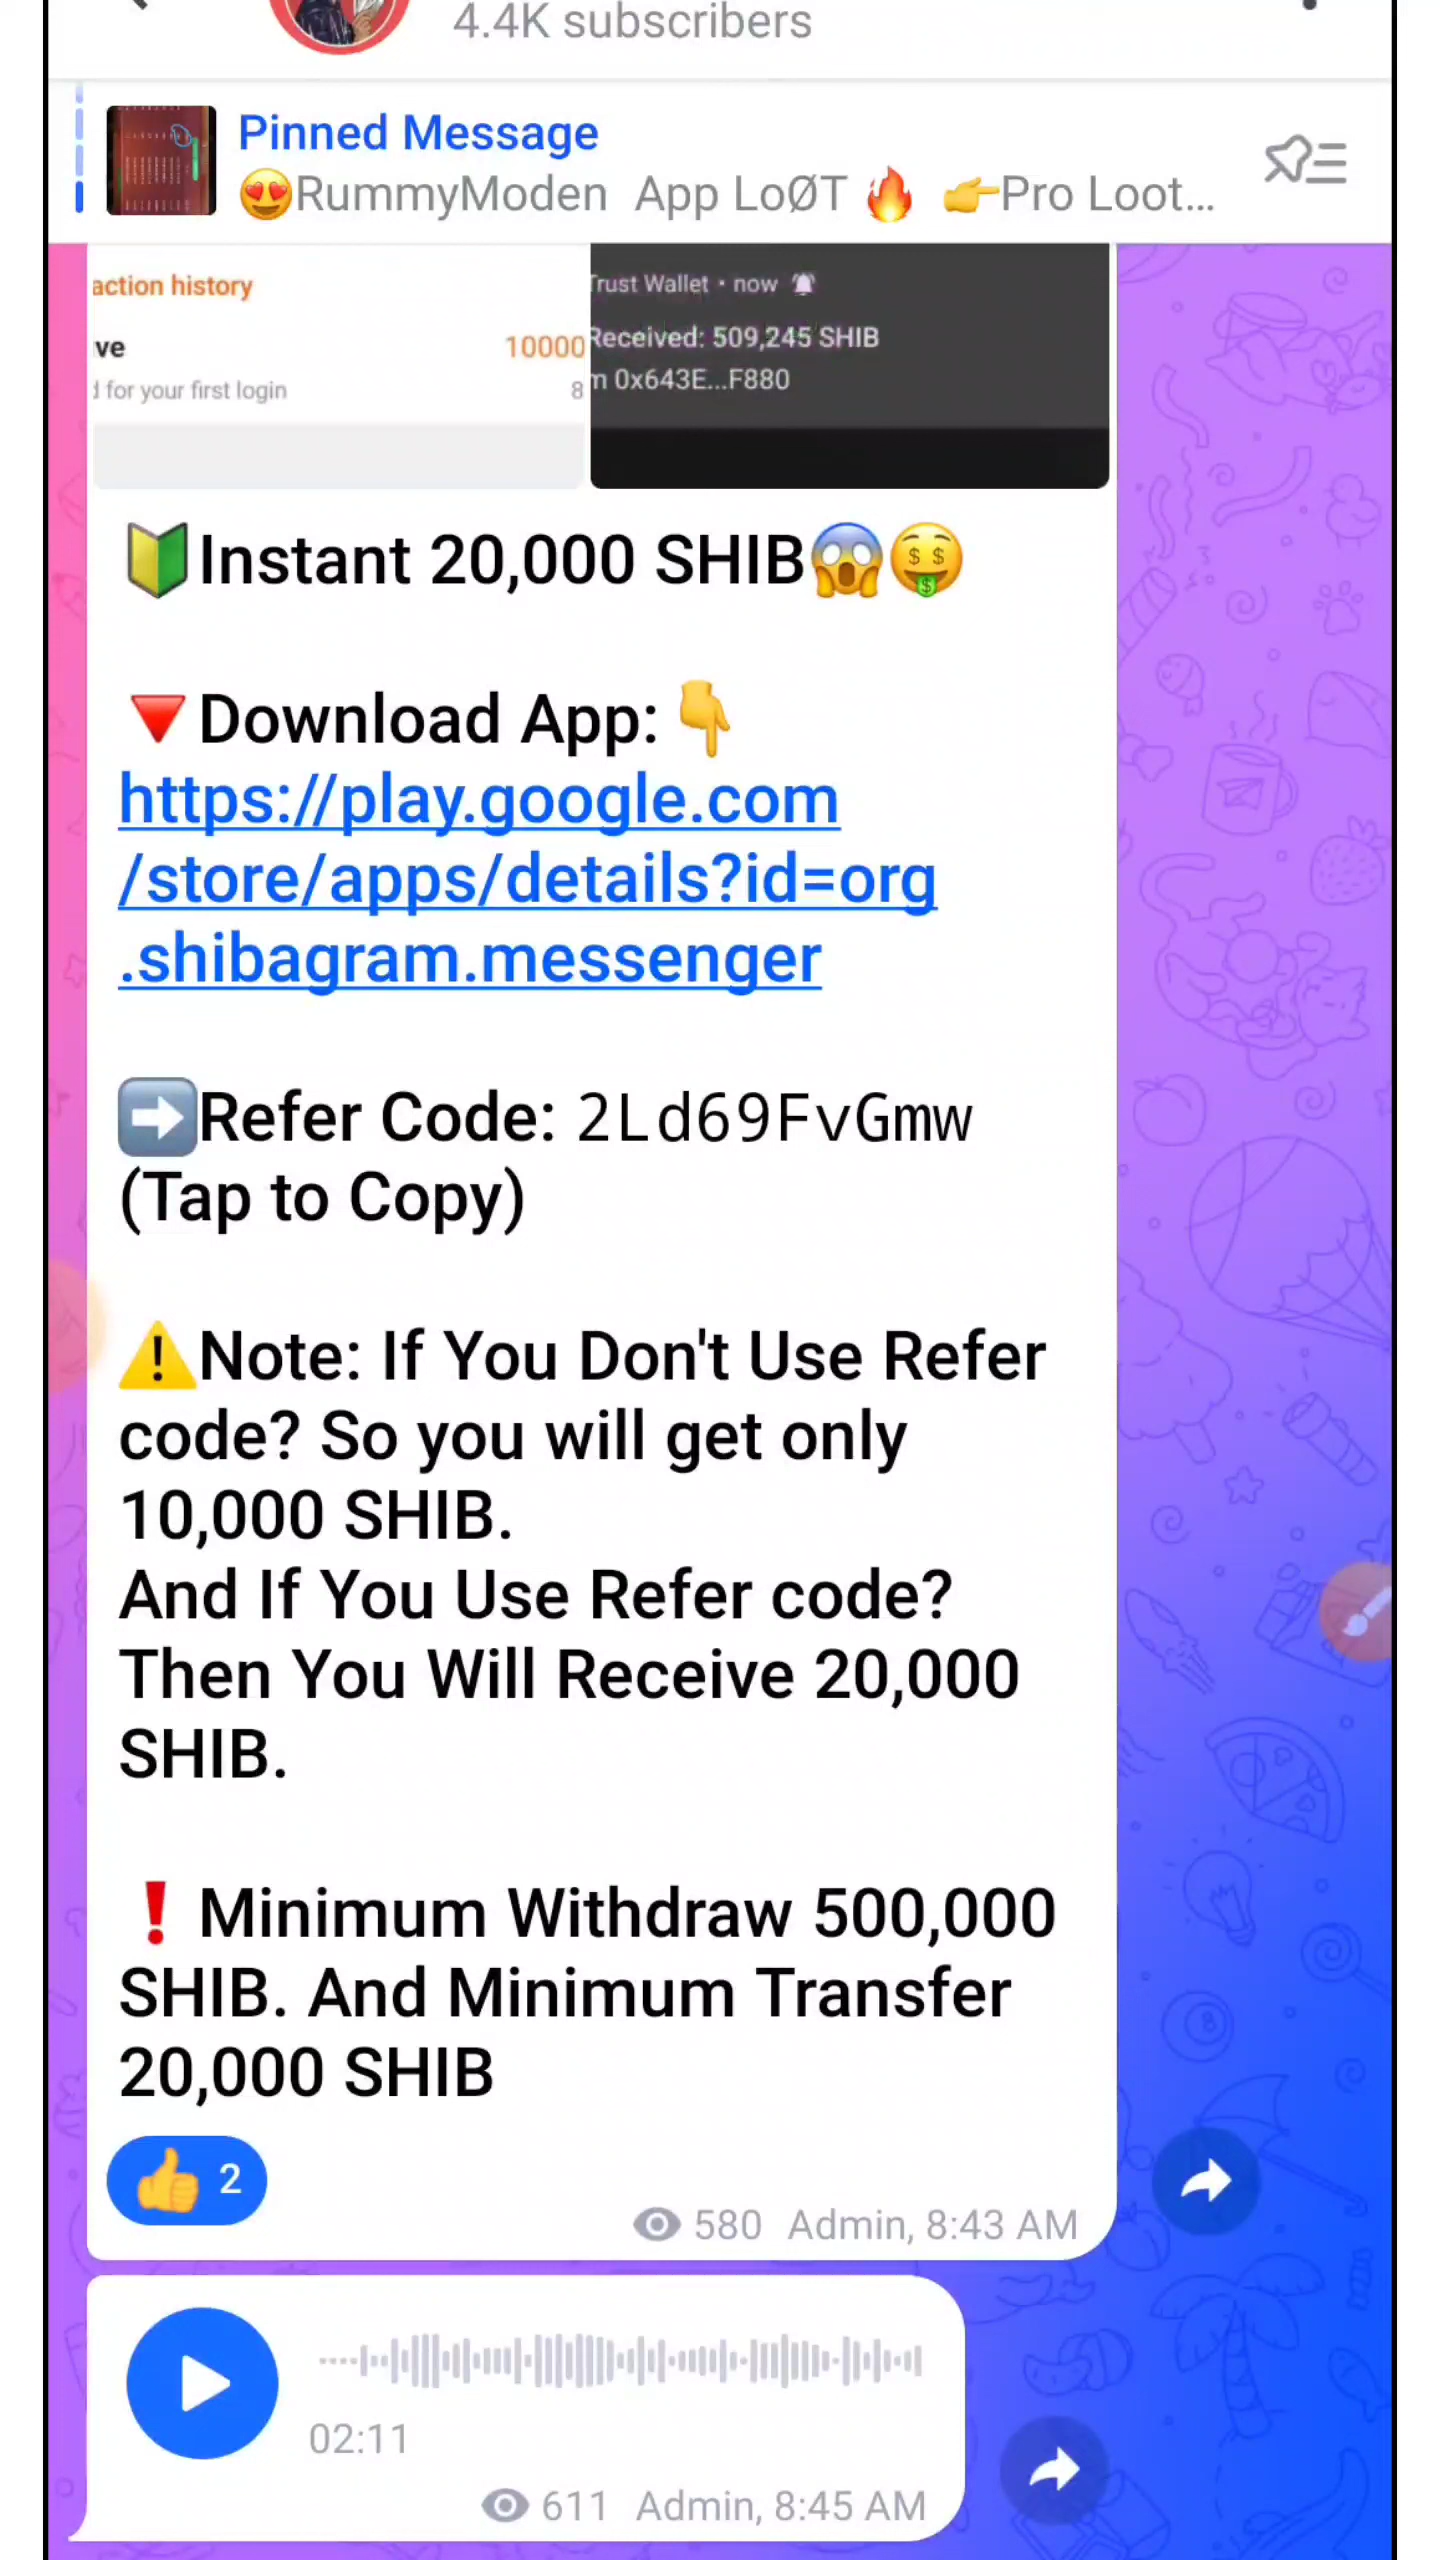 4.4K subscribers
Pinned Message
😍RummyModen App LoØT 🔥 👉Pro Loot...
action history
ve 10000
for your first login 8
Trust Wallet • now
Received: 509,245 SHIB
m 0x643E...F880
🔰Instant 20,000 SHIB😱🤑
🔻Download App:👇
https://play.google.com
/store/apps/details?id=org
.shibagram.messenger
➡️Refer Code: 2Ld69FvGmw
(Tap to Copy)
⚠️Note: If You Don't Use Refer
code? So you will get only
10,000 SHIB.
And If You Use Refer code?
Then You Will Receive 20,000
SHIB.
❗Minimum Withdraw 500,000
SHIB. And Minimum Transfer
20,000 SHIB
👍 2
580 Admin, 8:43 AM
02:11
611 Admin, 8:45 AM